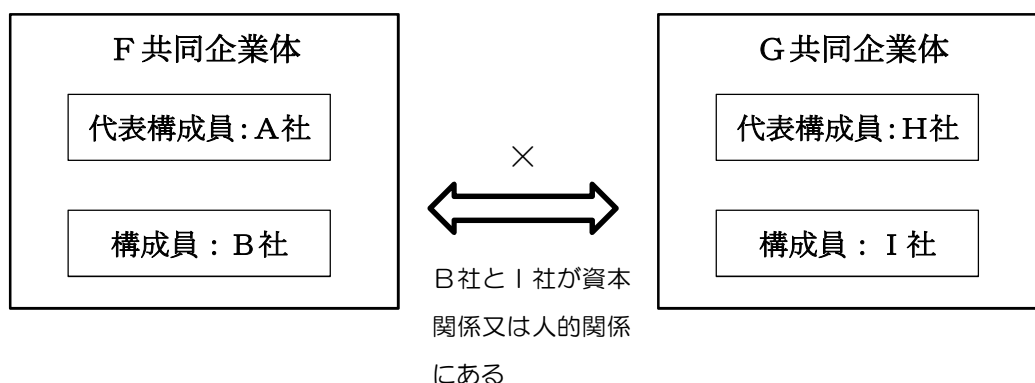 F共同企業体
代表構成員：A社
構成員：B社
×
B社とI社が資本
関係又は人的関係
にある
G共同企業体
代表構成員：H社
構成員：I社